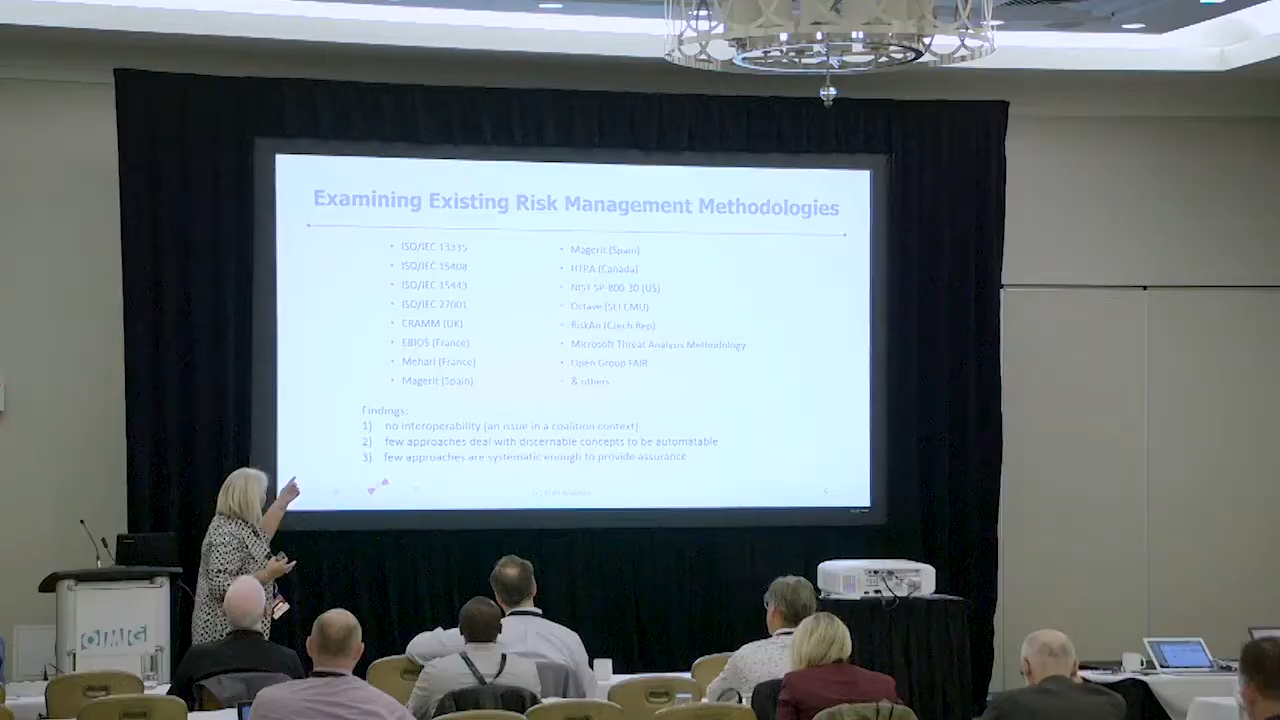 Examining Existing Risk Management Methodologies
• ISO/IEC 13335
• ISO/IEC 15408
• ISO/IEC 15443
• ISO/IEC 27001
• CRAMM (UK)
• EBIOS (France)
• Mehari (France)
• Magerit (Spain)
• Magerit (Spain)
• HTRA (Canada)
• NIST SP-800-30 (US)
• Octave (SEI CMU)
• RiskAn (Czech Rep)
• Microsoft Threat Analysis Methodology
• Open Group FAIR
• & others
Findings:
1) no interoperability (an issue in a coalition context)
2) few approaches deal with discernable concepts to be automatable
3) few approaches are systematic enough to provide assurance
OMG